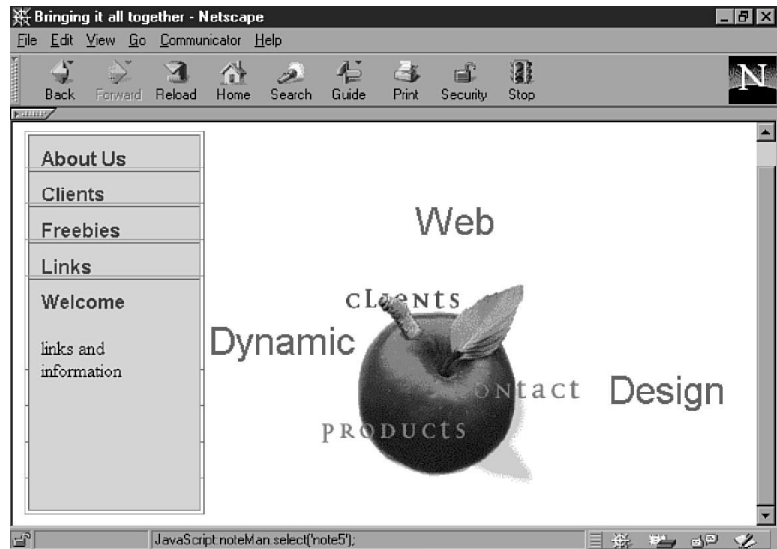 Bringing it all together - Netscape
File Edit View Go Communicator Help
Back Forward Reload Home Search Guide Print Security Stop
N
About Us
Clients
Freebies
Links
Welcome
links and
information
Web
clients
Dynamic
contact
Design
products
JavaScript:noteMan.select('note5');